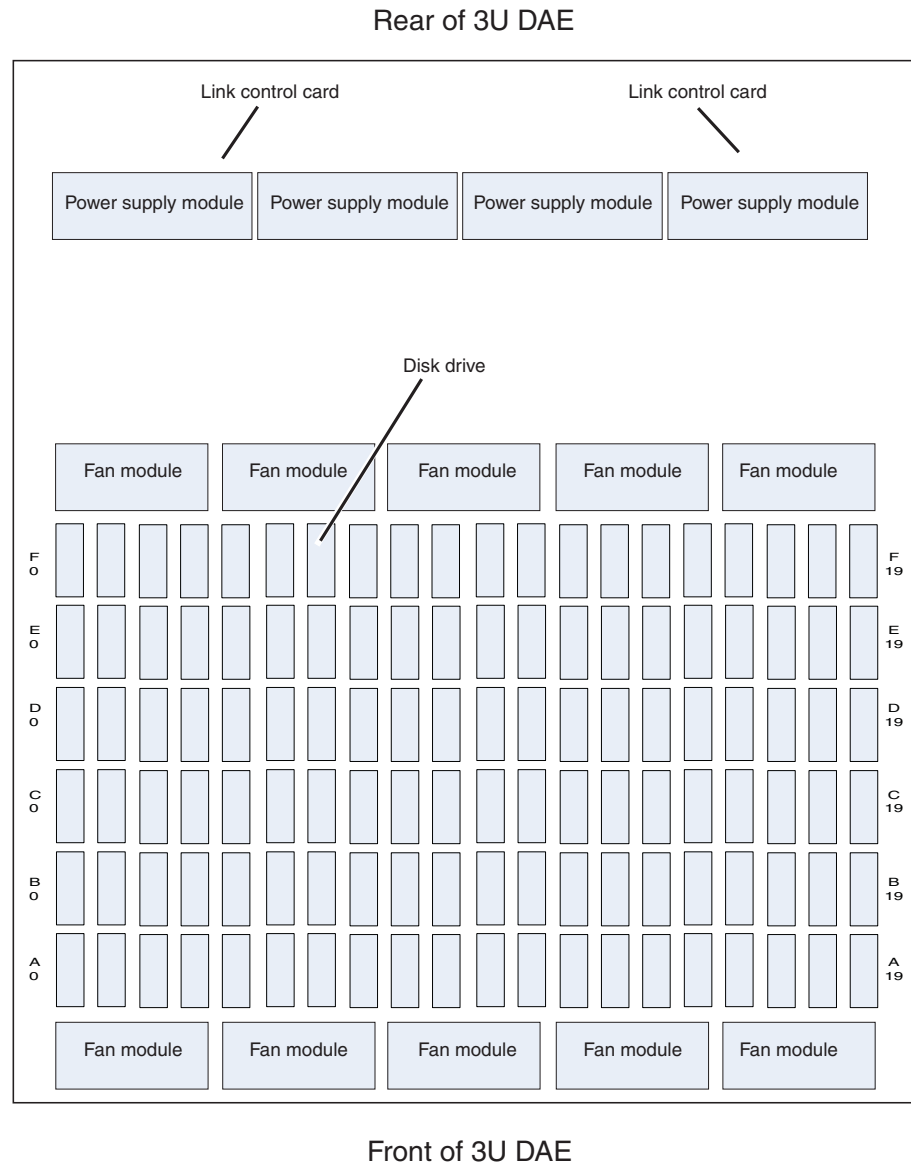 Rear of 3U DAE
Link control card
Link control card
Power supply module
Power supply module
Power supply module
Power supply module
Disk drive
Fan module
Fan module
Fan module
Fan module
Fan module
F
0
F
19
E
0
E
19
D
0
D
19
C
0
C
19
B
0
B
19
A
0
A
19
Fan module
Fan module
Fan module
Fan module
Fan module
Front of 3U DAE